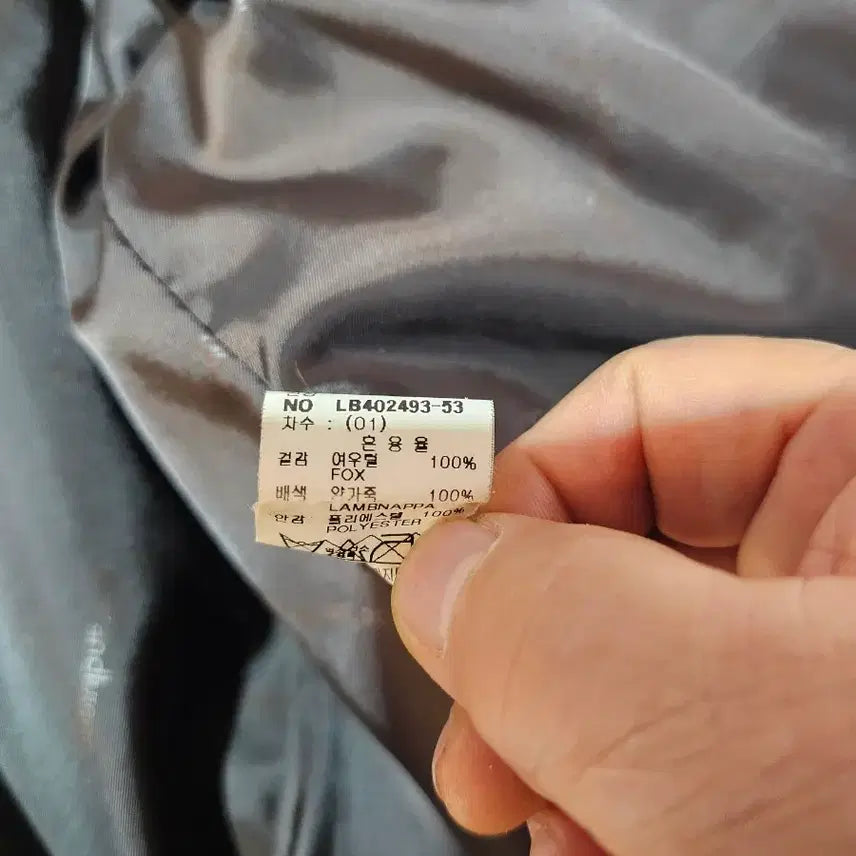 NO LB402493-53
차수 : (01)
혼용율
겉감 여우털 100%
FOX
배색 양가죽 100%
LAMBNAPPA
안감 폴리에스텔 100%
POLYESTER